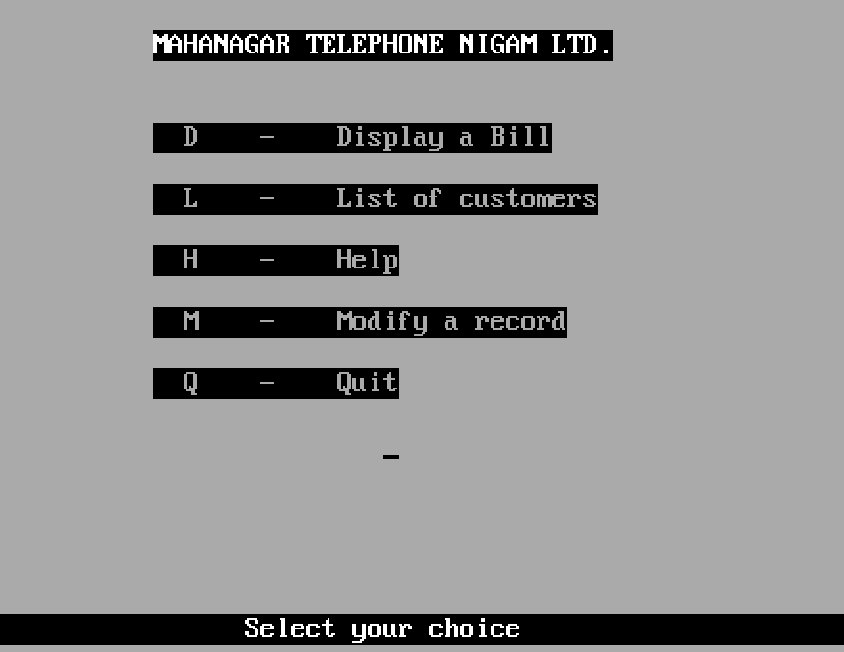 MAHANAGAR TELEPHONE NIGAM LTD.
D - Display a Bill
L - List of customers
H - Help
M - Modify a record
Q - Quit
Select your choice